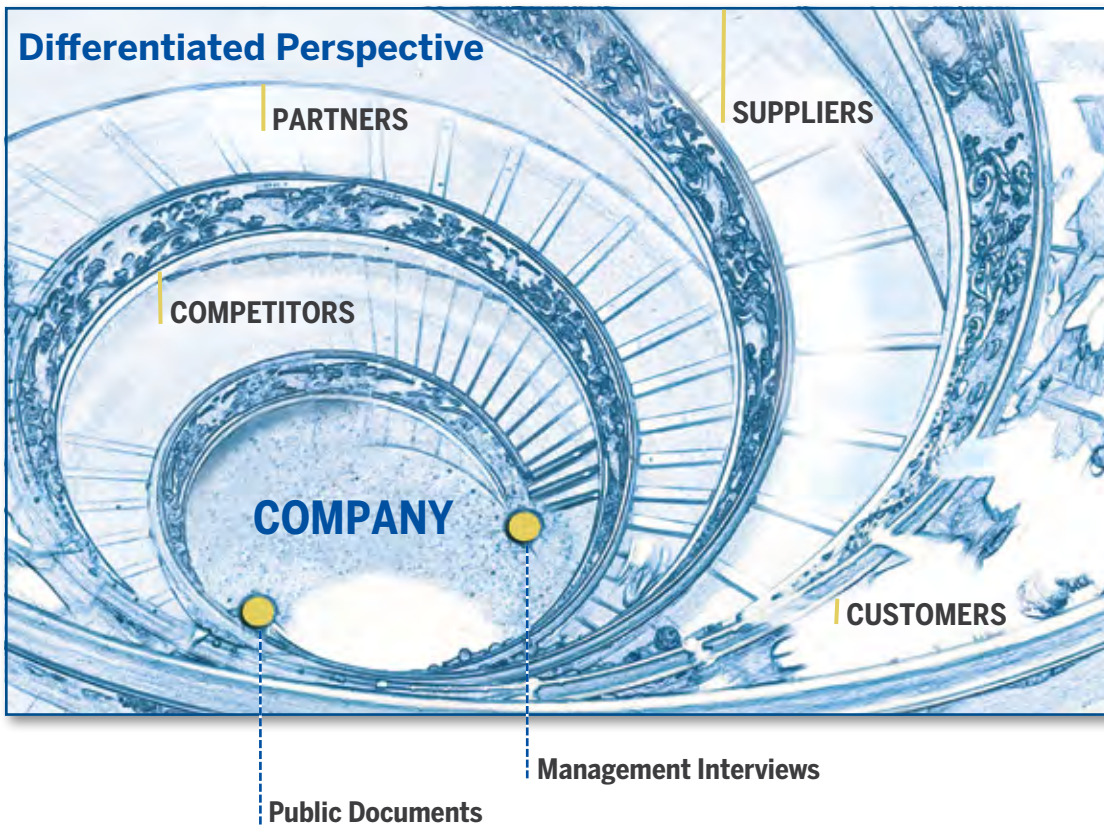 Differentiated Perspective
PARTNERS
SUPPLIERS
COMPETITORS
COMPANY
CUSTOMERS
Management Interviews
Public Documents